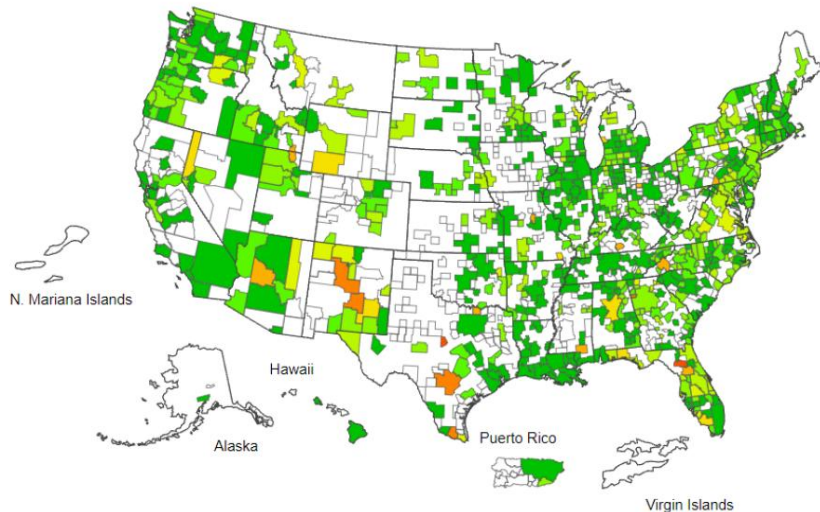 N. Mariana Islands
Hawaii
Alaska
Puerto Rico
Virgin Islands